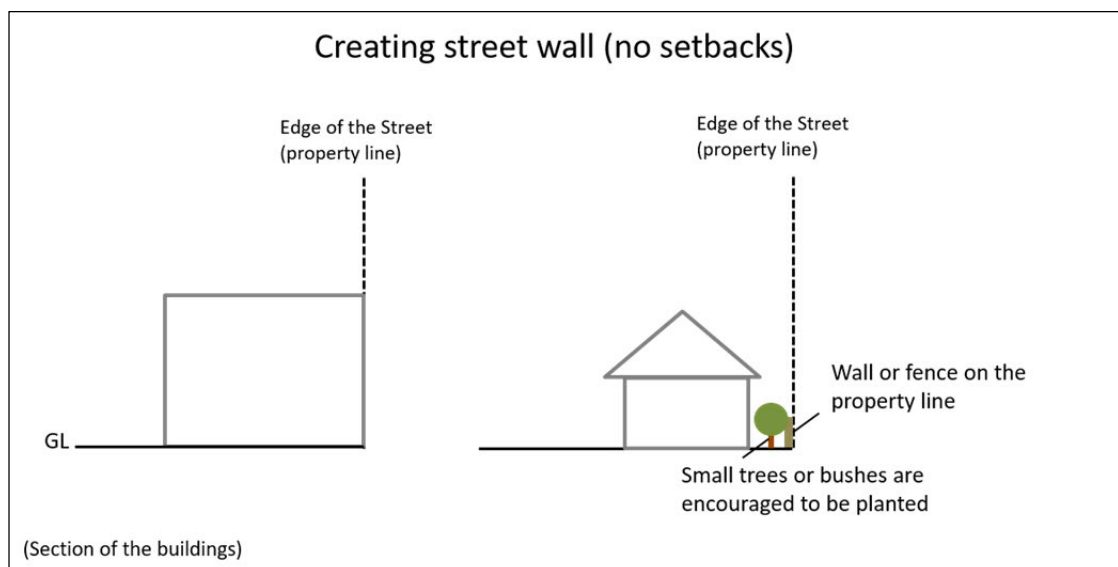 Creating street wall (no setbacks)
Edge of the Street
(property line)
Edge of the Street
(property line)
Wall or fence on the
property line
GL
Small trees or bushes are
encouraged to be planted
(Section of the buildings)